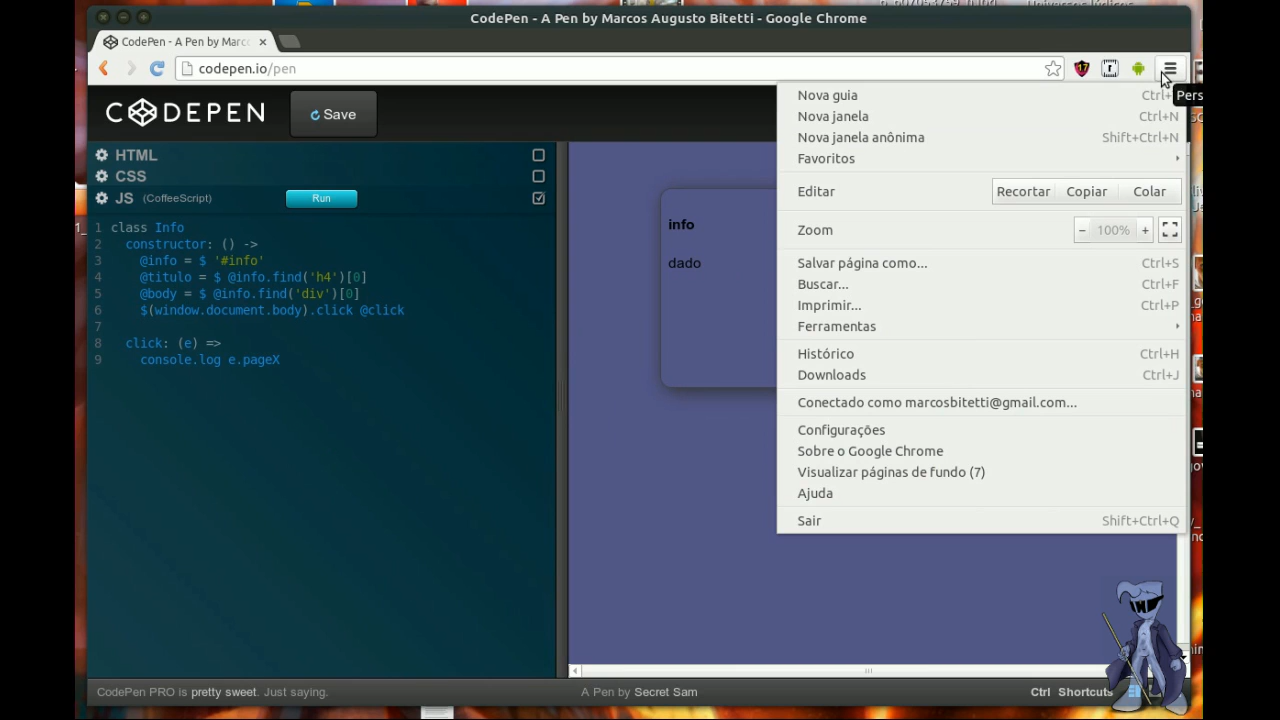 CodePen - A Pen by Marcos Augusto Bitetti - Google Chrome
CodePen - A Pen by Marc
codepen.io/pen
17
Pers
CODEPEN
Save
HTML
CSS
JS (CoffeeScript) Run
1 class Info
2 constructor: () ->
3 @info = $ '#info'
4 @titulo = $ @info.find('h4')[0]
5 @body = $ @info.find('div')[0]
6 $(window.document.body).click @click
7
8 click: (e) =>
9 console.log e.pageX
info
dado
Nova guia Ctrl+
Nova janela Ctrl+N
Nova janela anônima Shift+Ctrl+N
Favoritos
Editar Recortar Copiar Colar
Zoom − 100% +
Salvar página como... Ctrl+S
Buscar... Ctrl+F
Imprimir... Ctrl+P
Ferramentas
Histórico Ctrl+H
Downloads Ctrl+J
Conectado como marcosbitetti@gmail.com...
Configurações
Sobre o Google Chrome
Visualizar páginas de fundo (7)
Ajuda
Sair Shift+Ctrl+Q
CodePen PRO is pretty sweet. Just saying.
A Pen by Secret Sam
Ctrl Shortcuts